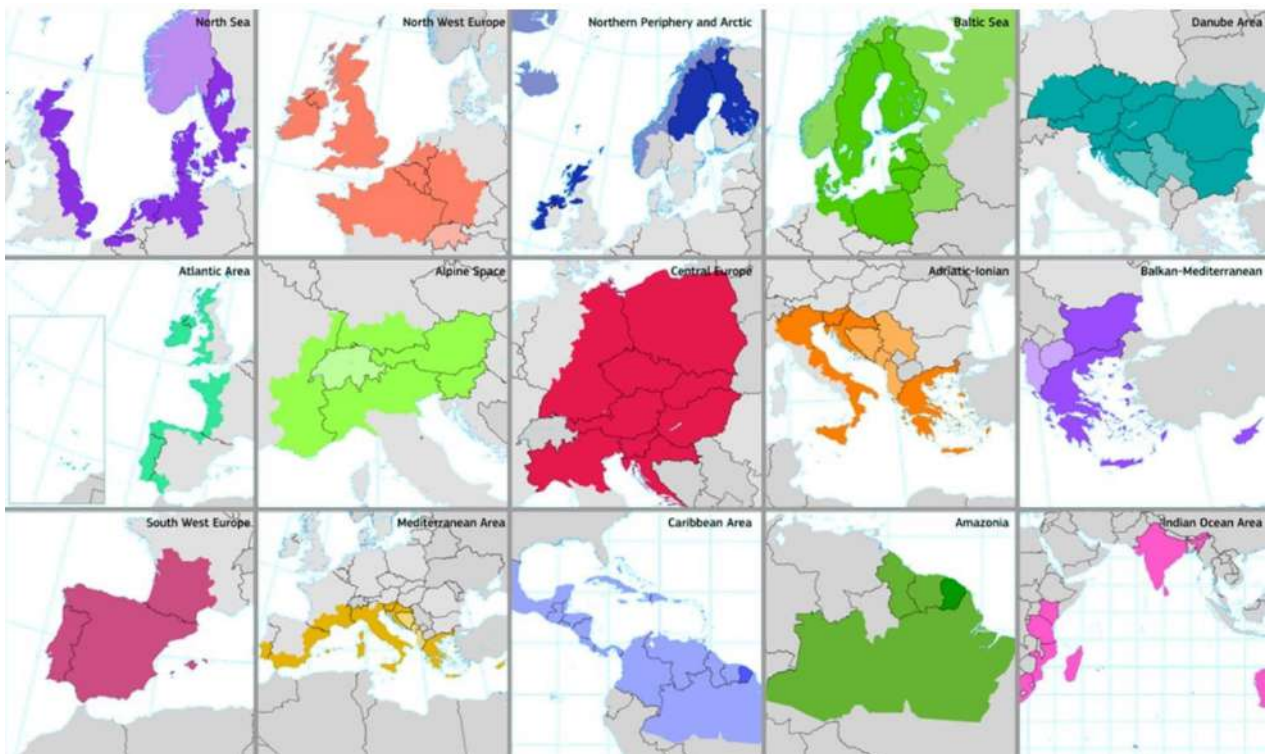 North Sea
North West Europe
Northern Periphery and Arctic
Baltic Sea
Danube Area
Atlantic Area
Alpine Space
Central Europe
Adriatic-Ionian
Balkan-Mediterranean
South West Europe
Mediterranean Area
Caribbean Area
Amazonia
Indian Ocean Area